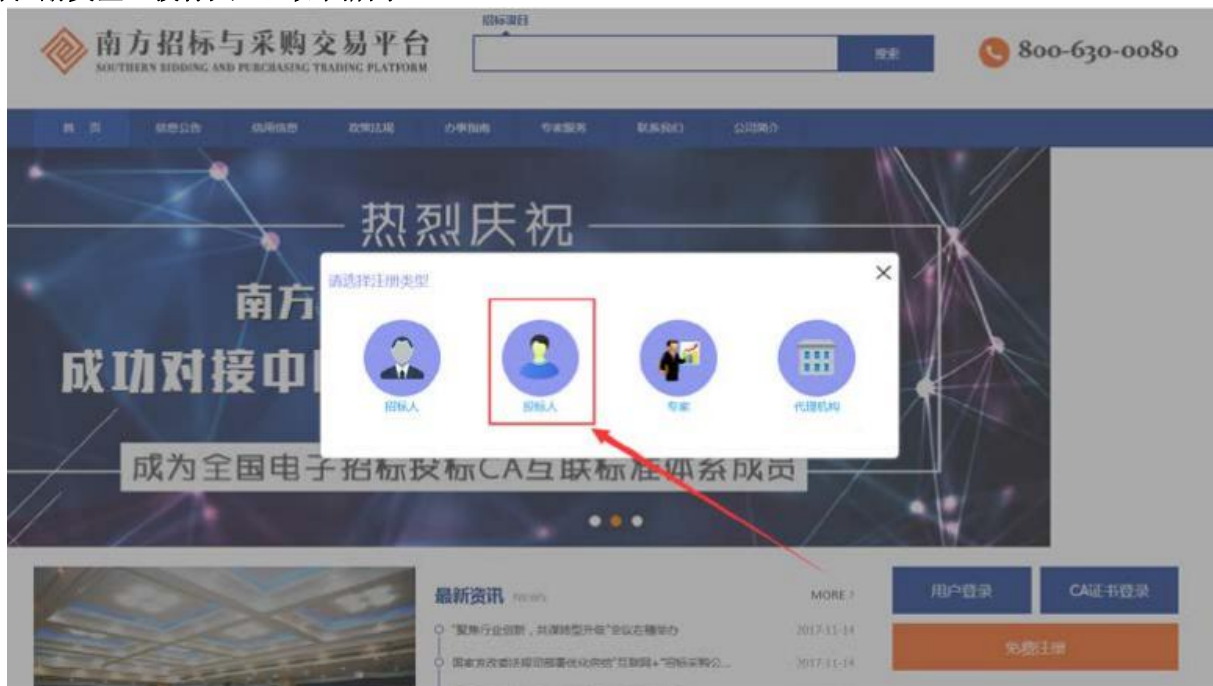 招标项目
南方招标与采购交易平台
SOUTHERN BIDDING AND PURCHASING TRADING PLATFORM
搜索
800-630-0080
首 页 信息公告 信用信息 政策法规 办事指南 专家服务 联系我们 公司简介
热烈庆祝
南方
成功对接中
请选择注册类型
招标人 投标人 专家 代理机构
成为全国电子招标投标CA互联标准体系成员
最新资讯 News MORE
用户登录 CA证书登录
"聚焦行业创新,共谋转型升级"会议在穗举办 2017-11-14
免费注册
国家发改委法规司部署优化完善"互联网+"招标采购公... 2017-11-14